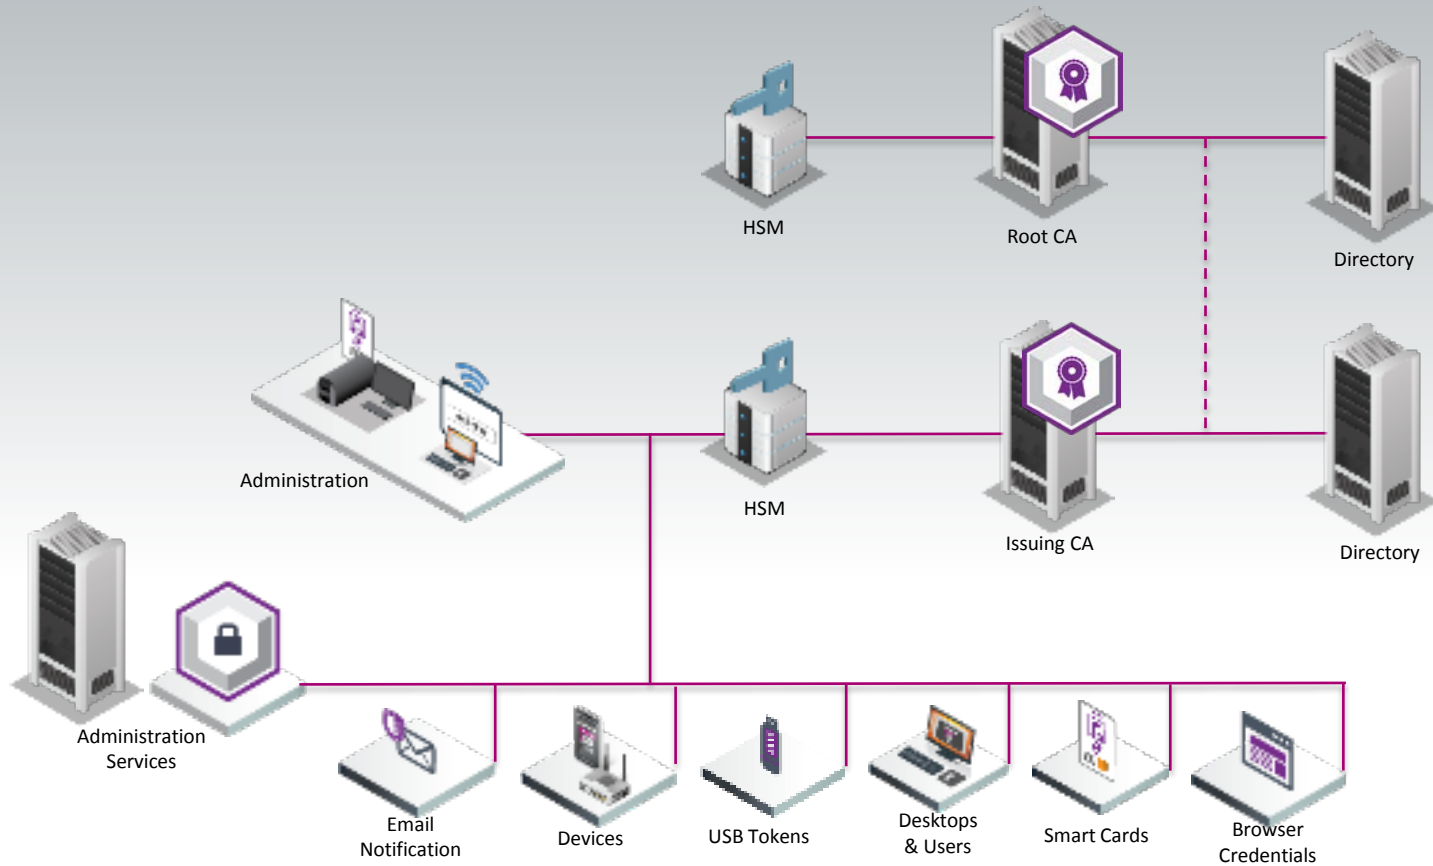 HSM
Root CA
Directory
Administration
HSM
Issuing CA
Directory
Administration
Services
Email
Notification
Devices
USB Tokens
Desktops
& Users
Smart Cards
Browser
Credentials